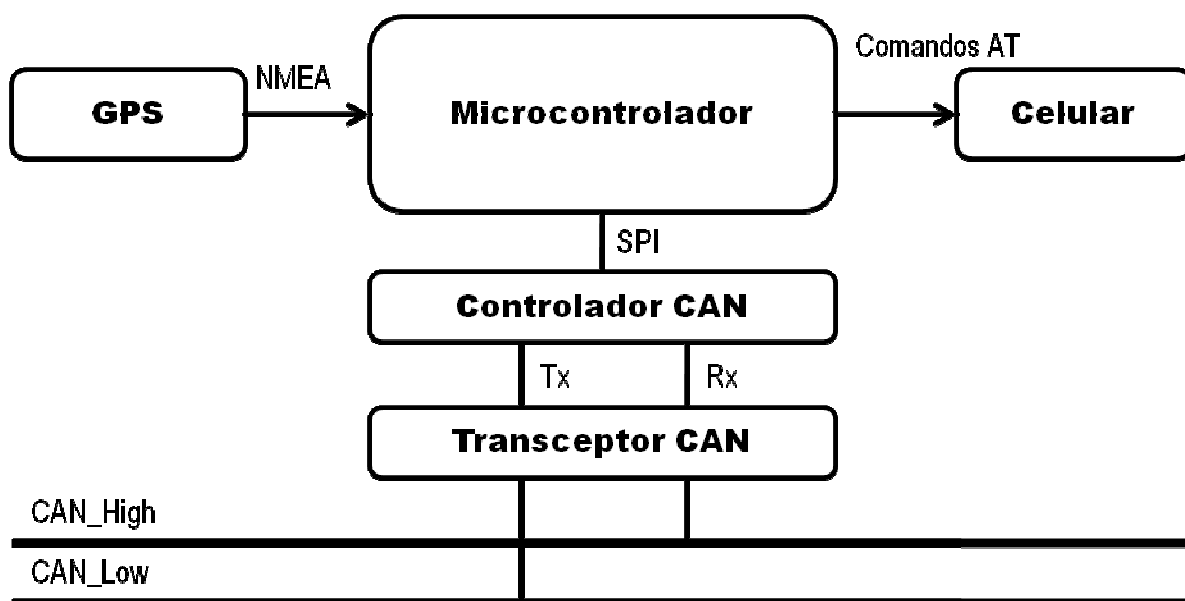 Comandos AT
NMEA
GPS
Microcontrolador
Celular
SPI
Controlador CAN
Tx
Rx
Transceptor CAN
CAN_High
CAN_Low